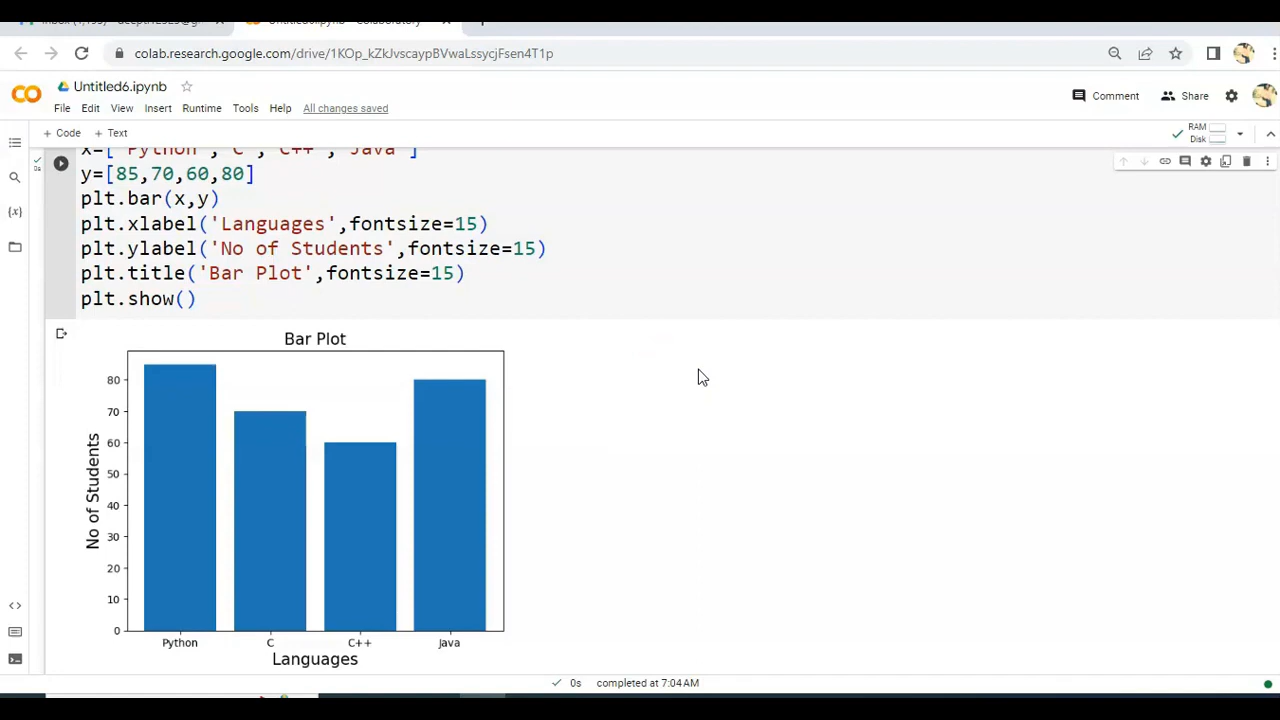 colab.research.google.com/drive/1KOp_kZkJvscaypBVwaLssycjFsen4T1p
Untitled6.ipynb
File Edit View Insert Runtime Tools Help All changes saved
Comment Share
+ Code + Text
RAM
Disk
x=["Python","C","C++","Java"]
y=[85,70,60,80]
plt.bar(x,y)
plt.xlabel('Languages',fontsize=15)
plt.ylabel('No of Students',fontsize=15)
plt.title('Bar Plot',fontsize=15)
plt.show()
0s
Bar Plot
80
70
60
50
40
30
20
10
0
No of Students
Python C C++ Java
Languages
0s completed at 7:04 AM